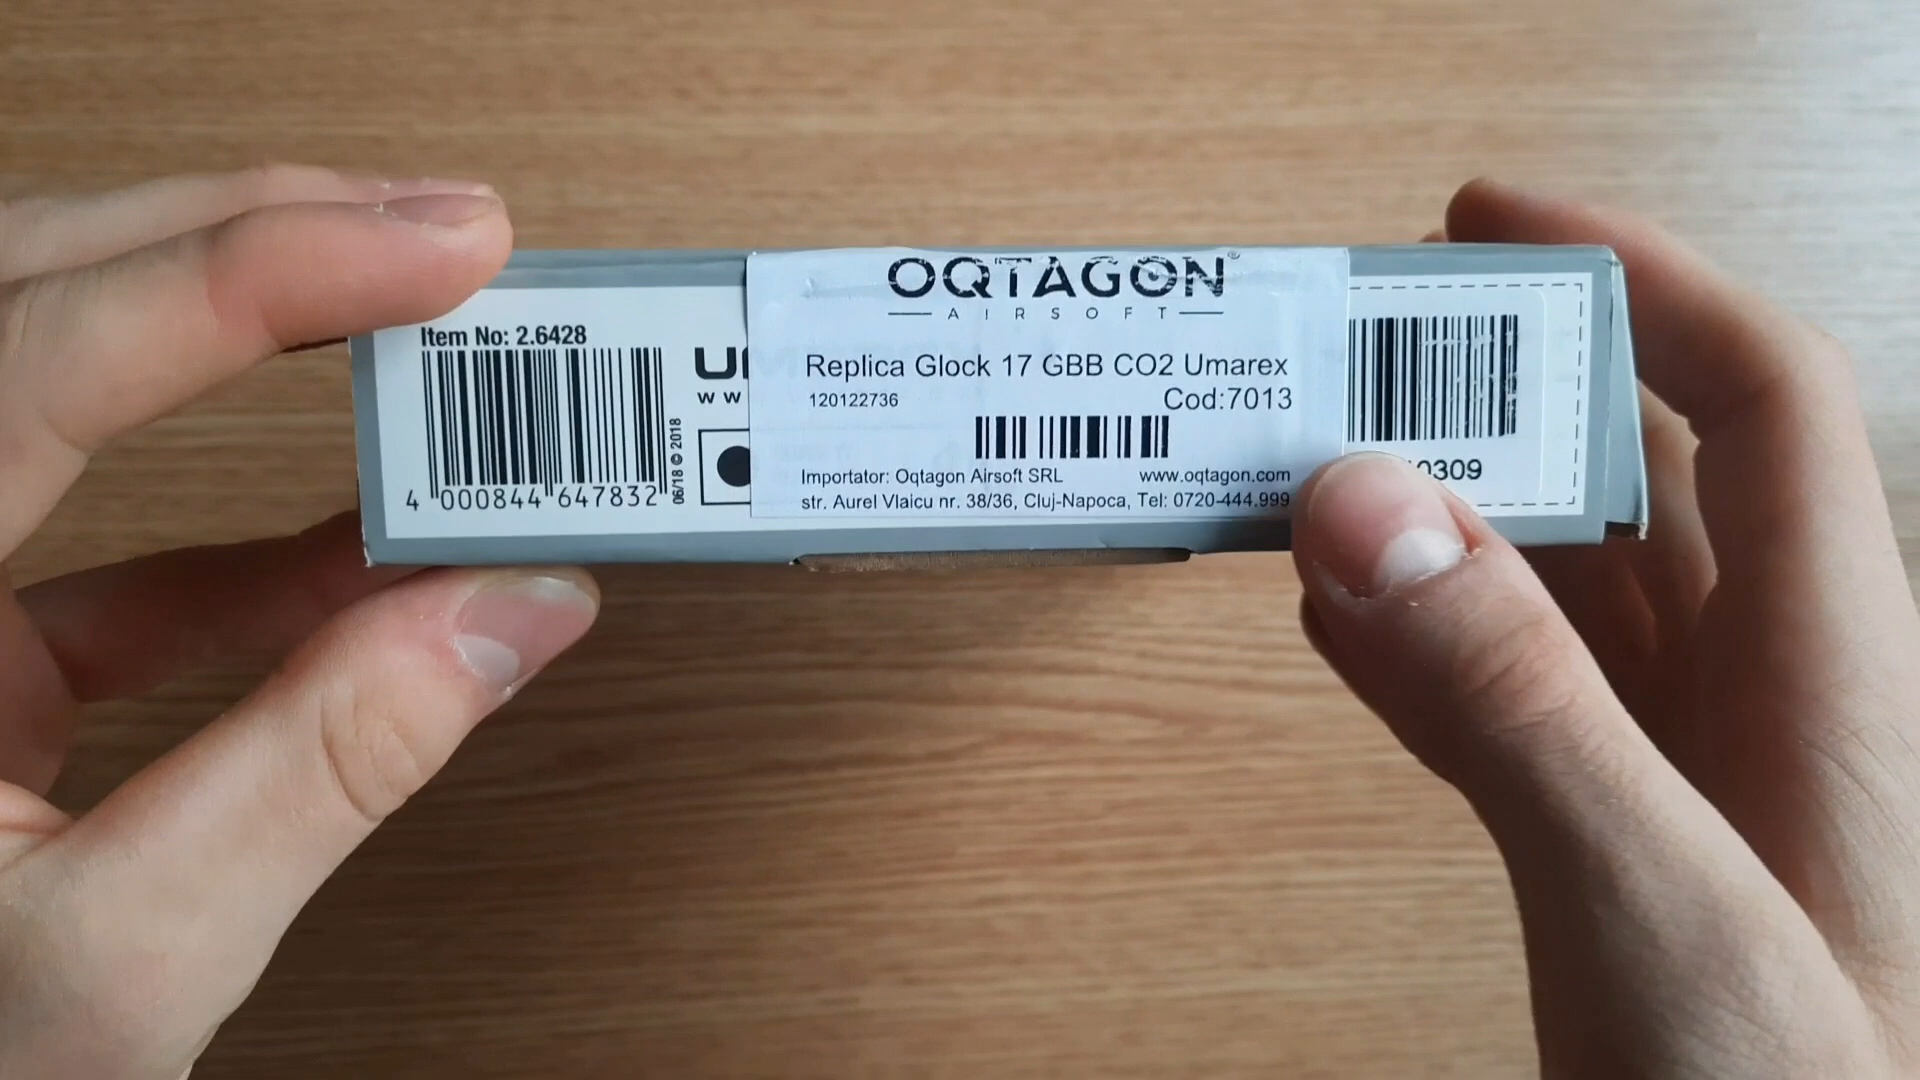 Item No: 2.6428
4 000844 647832
06/18 © 2018
OQTAGON®
AIRSOFT
Replica Glock 17 GBB CO2 Umarex
120122736
Cod:7013
Importator: Oqtagon Airsoft SRL
www.oqtagon.com
str. Aurel Vlaicu nr. 38/36, Cluj-Napoca, Tel: 0720-444.999
0309